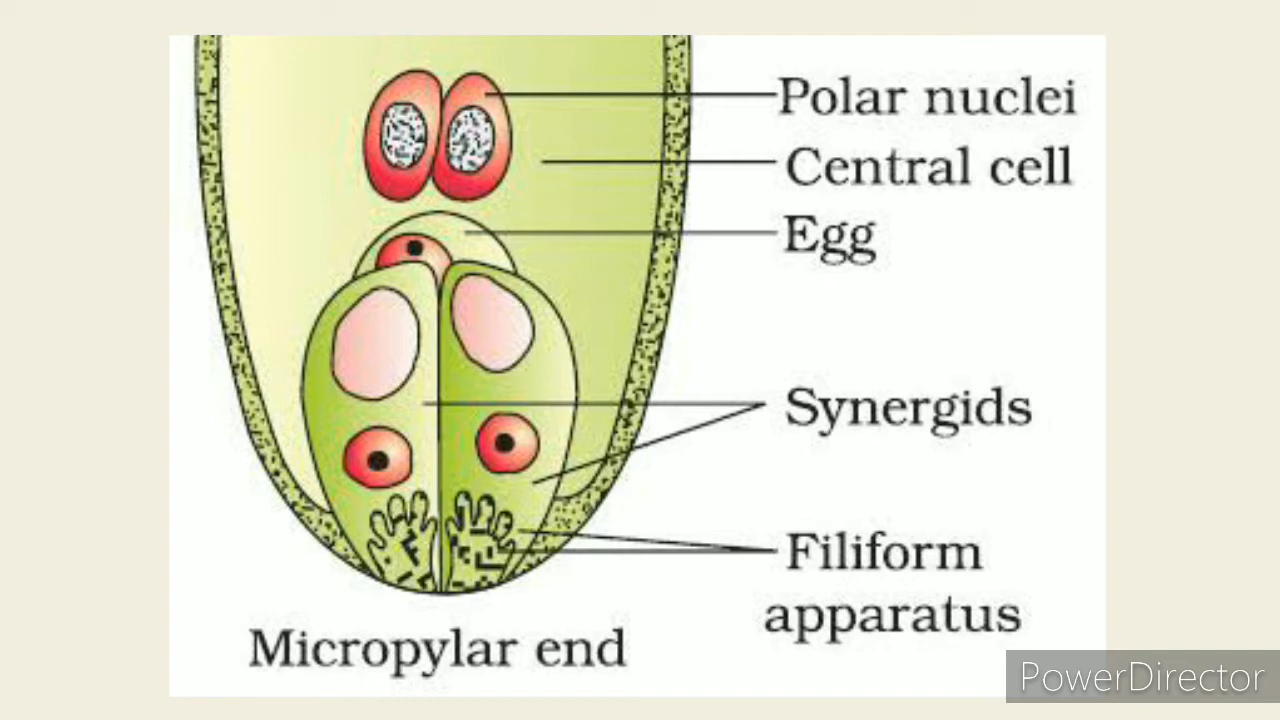 Polar nuclei
Central cell
Egg
Synergids
Filiform
apparatus
Micropylar end
PowerDirector